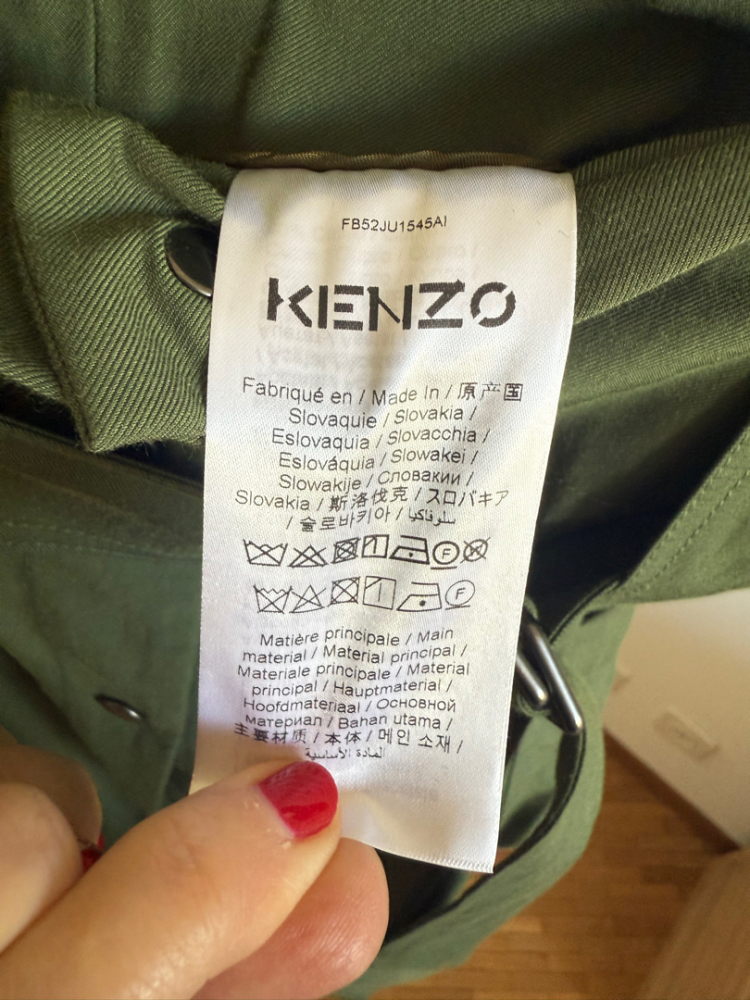 FB52JU1545AI
KENZO
Fabriqué en / Made In / 原产国
Slovaquie / Slovakia /
Eslovaquia / Slovacchia /
Eslováquia / Slowakei /
Slowakije / Словакии /
Slovakia / 斯洛伐克 / スロバキア
/ 슬로바키아 / سلوفاكيا
F
F
Matière principale / Main
material / Material principal /
Materiale principale / Material
principal / Hauptmaterial /
Hoofdmateriaal / Основной
материал / Bahan utama /
主要材质 / 本体 / 메인 소재 /
المادة الأساسية